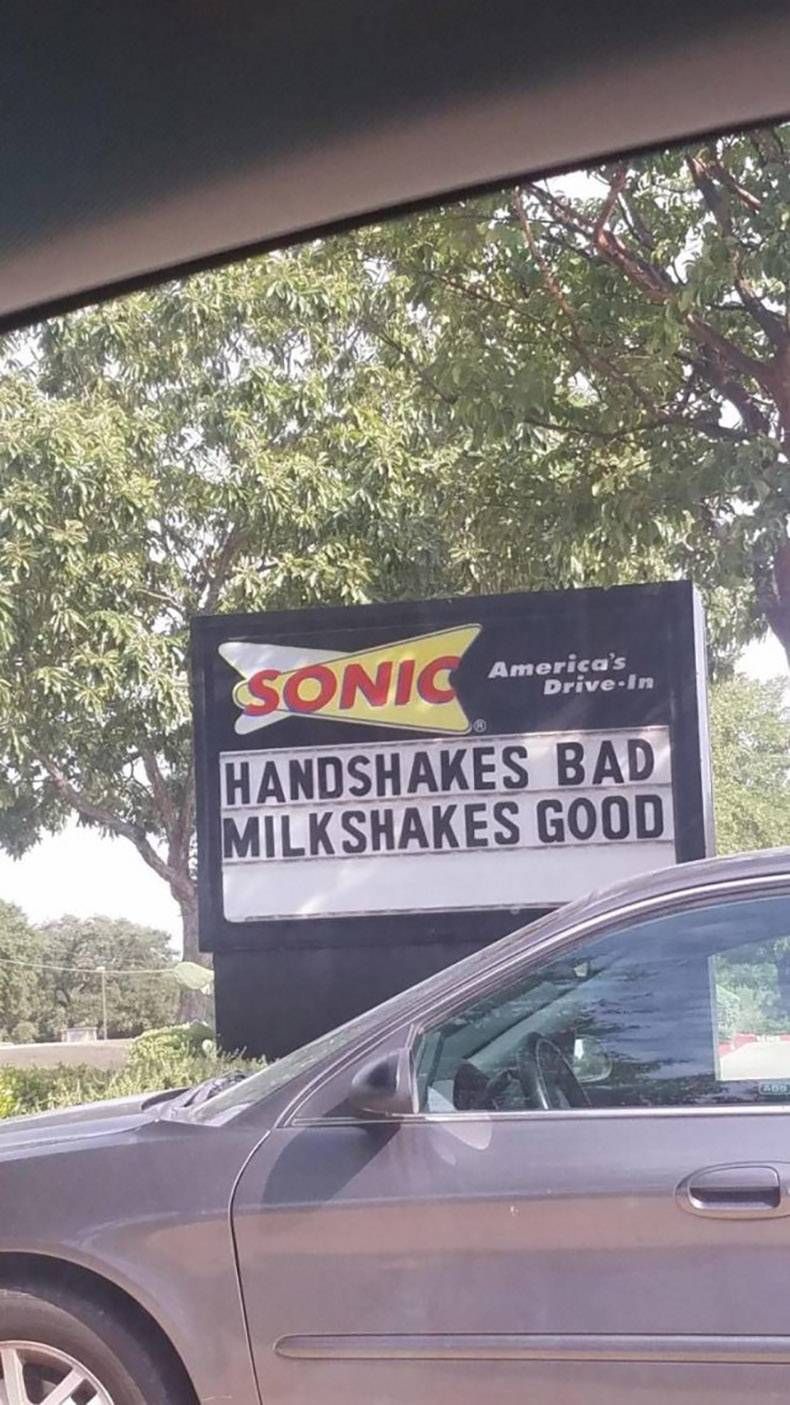 SONIC
America's
Drive-In
HANDSHAKES BAD
MILKSHAKES GOOD